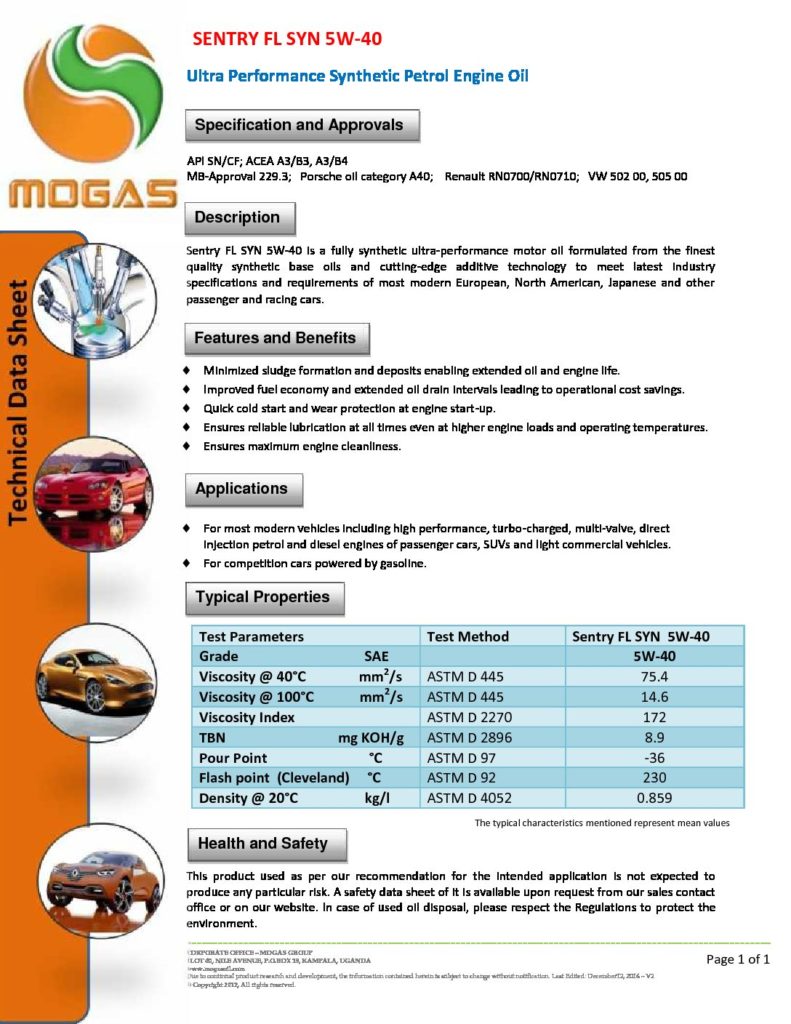 SENTRY FL SYN 5W-40
Ultra Performance Synthetic Petrol Engine Oil
MOGAS
Technical Data Sheet
Specification and Approvals
API SN/CF; ACEA A3/B3, A3/B4
MB-Approval 229.3; Porsche oil category A40; Renault RN0700/RN0710; VW 502 00, 505 00
Description
Sentry FL SYN 5W-40 is a fully synthetic ultra-performance motor oil formulated from the finest
quality synthetic base oils and cutting-edge additive technology to meet latest industry
specifications and requirements of most modern European, North American, Japanese and other
passenger and racing cars.
Features and Benefits
♦ Minimized sludge formation and deposits enabling extended oil and engine life.
♦ Improved fuel economy and extended oil drain intervals leading to operational cost savings.
♦ Quick cold start and wear protection at engine start-up.
♦ Ensures reliable lubrication at all times even at higher engine loads and operating temperatures.
♦ Ensures maximum engine cleanliness.
Applications
♦ For most modern vehicles including high performance, turbo-charged, multi-valve, direct
injection petrol and diesel engines of passenger cars, SUVs and light commercial vehicles.
♦ For competition cars powered by gasoline.
Typical Properties
Test Parameters Test Method Sentry FL SYN 5W-40
Grade SAE 5W-40
Viscosity @ 40°C mm²/s ASTM D 445 75.4
Viscosity @ 100°C mm²/s ASTM D 445 14.6
Viscosity Index ASTM D 2270 172
TBN mg KOH/g ASTM D 2896 8.9
Pour Point °C ASTM D 97 -36
Flash point (Cleveland) °C ASTM D 92 230
Density @ 20°C kg/l ASTM D 4052 0.859
The typical characteristics mentioned represent mean values
Health and Safety
This product used as per our recommendation for the intended application is not expected to
produce any particular risk. A safety data sheet of it is available upon request from our sales contact
office or on our website. In case of used oil disposal, please respect the Regulations to protect the
environment.
CORPORATE OFFICE – MOGAS GROUP
NILE AVENUE, P.O.BOX KAMPALA, UGANDA
Due to continual product research and development, the information contained herein is subject to change without notification. Last Edited: December12, 2014 – V2
Copyright 2012, All rights reserved.
Page 1 of 1